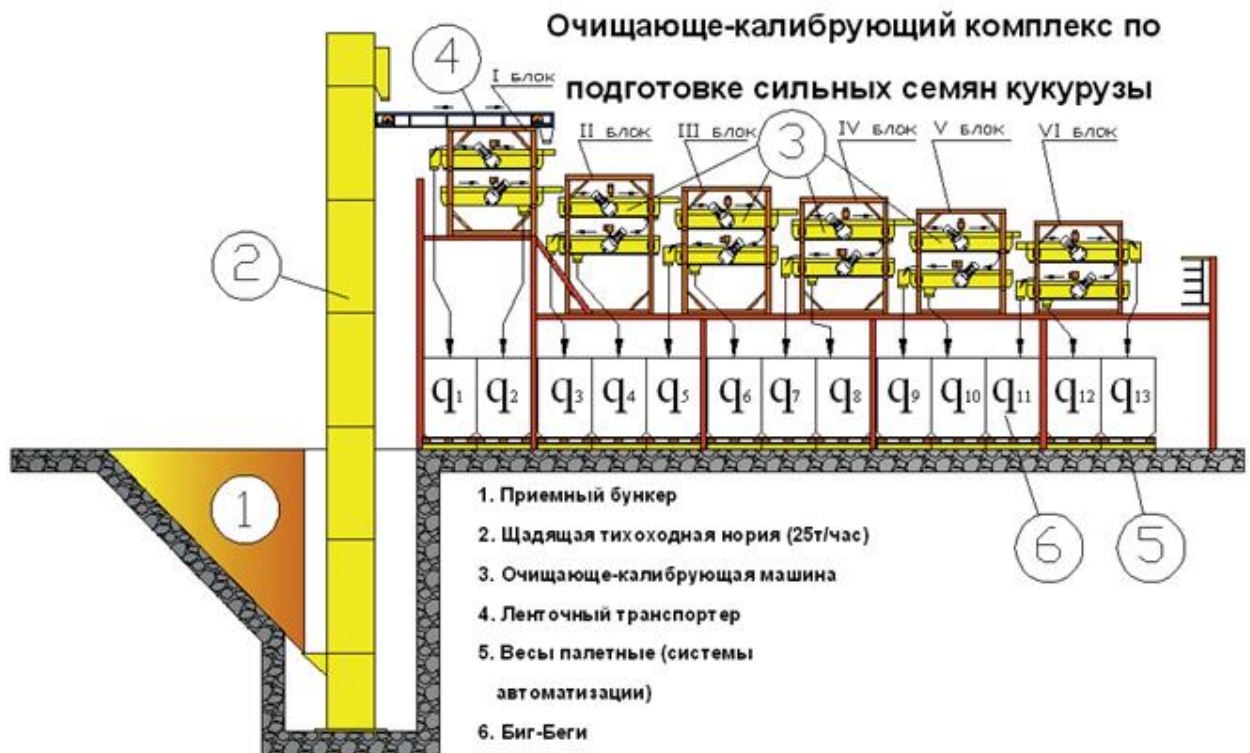 Очищающе-калибрующий комплекс по
подготовке сильных семян кукурузы
4
I блок
II блок
III блок
3
IV блок
V блок
VI блок
2
q1 q2 q3 q4 q5 q6 q7 q8 q9 q10 q11 q12 q13
1
6
5
1. Приемный бункер
2. Щадящая тихоходная нория (25т/час)
3. Очищающе-калибрующая машина
4. Ленточный транспортер
5. Весы палетные (системы
автоматизации)
6. Биг-Беги